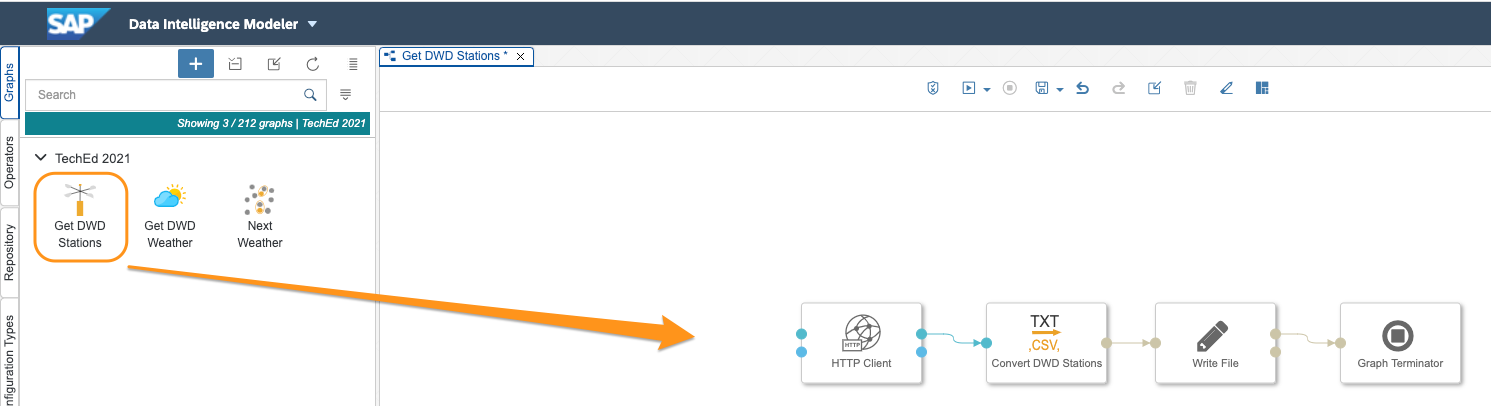 SAP
Data Intelligence Modeler
Graphs
Operators
Repository
nfiguration Types
Search
Showing 3 / 212 graphs | TechEd 2021
TechEd 2021
Get DWD
Stations
Get DWD
Weather
Next
Weather
Get DWD Stations *
HTTP
HTTP Client
TXT
,CSV,
Convert DWD Stations
Write File
Graph Terminator